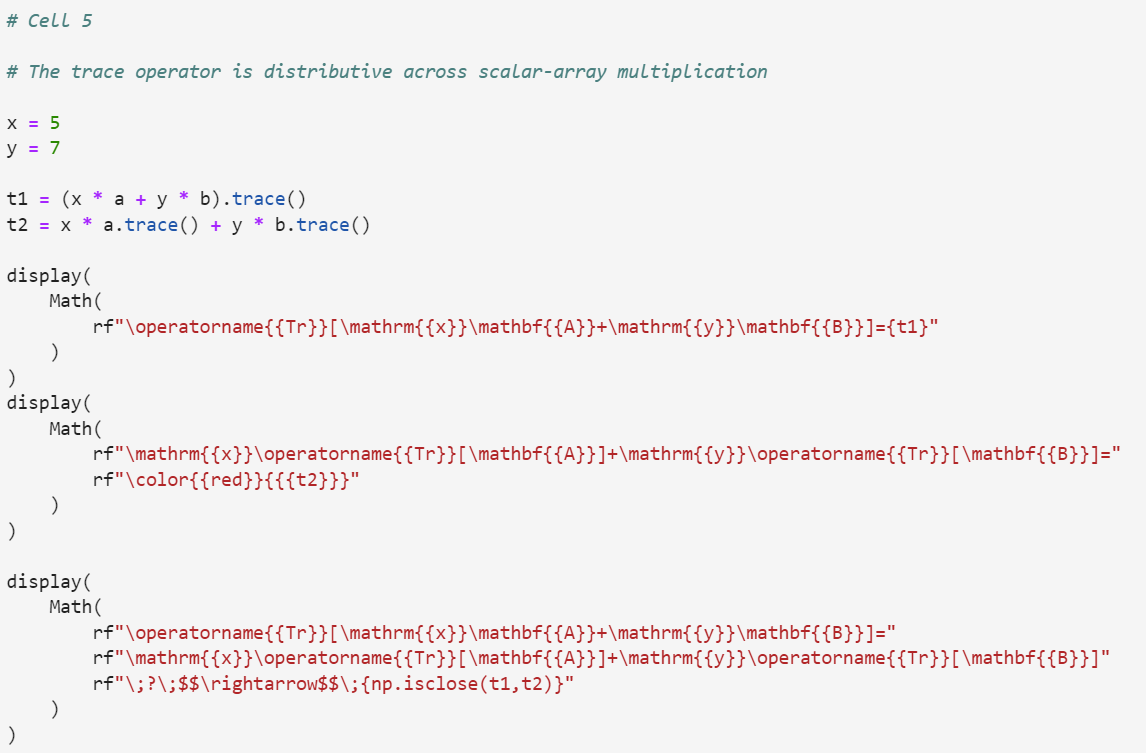 # Cell 5
# The trace operator is distributive across scalar-array multiplication
x = 5
y = 7
t1 = (x * a + y * b).trace()
t2 = x * a.trace() + y * b.trace()
display(
    Math(
        rf"\operatorname{{Tr}}[\mathrm{{x}}\mathbf{{A}}+\mathrm{{y}}\mathbf{{B}}]={t1}"
    )
)
display(
    Math(
        rf"\mathrm{{x}}\operatorname{{Tr}}[\mathbf{{A}}]+\mathrm{{y}}\operatorname{{Tr}}[\mathbf{{B}}]="
        rf"\color{{red}}{{{t2}}}"
    )
)
display(
    Math(
        rf"\operatorname{{Tr}}[\mathrm{{x}}\mathbf{{A}}+\mathrm{{y}}\mathbf{{B}}]="
        rf"\mathrm{{x}}\operatorname{{Tr}}[\mathbf{{A}}]+\mathrm{{y}}\operatorname{{Tr}}[\mathbf{{B}}]"
        rf"\;?\;$$\rightarrow$$\;{np.isclose(t1,t2)}"
    )
)